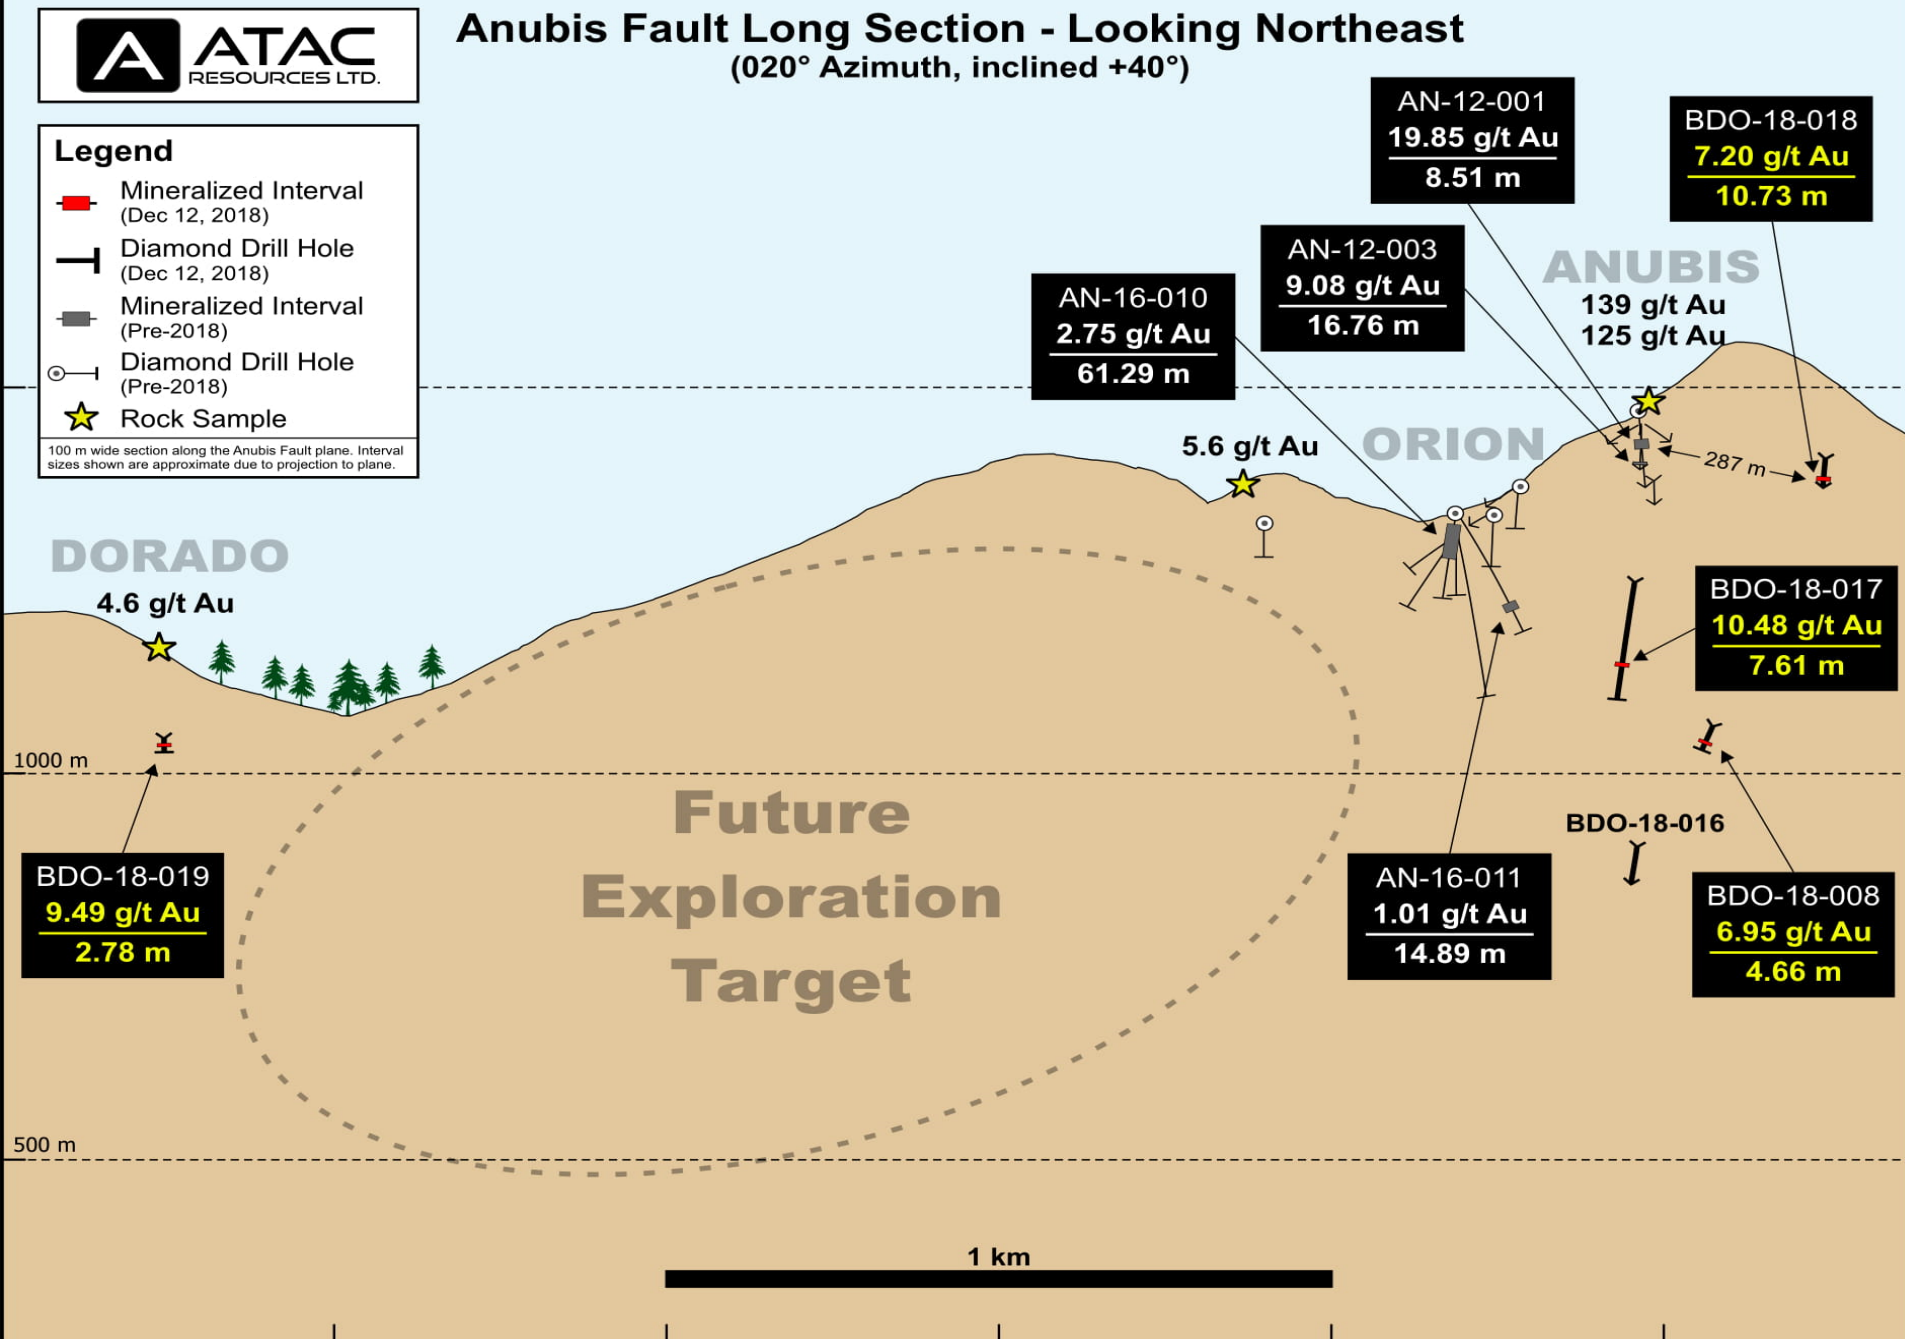 ATAC
RESOURCES LTD.
Anubis Fault Long Section - Looking Northeast
(020° Azimuth, inclined +40°)
Legend
Mineralized Interval
(Dec 12, 2018)
Diamond Drill Hole
(Dec 12, 2018)
Mineralized Interval
(Pre-2018)
Diamond Drill Hole
(Pre-2018)
Rock Sample
100 m wide section along the Anubis Fault plane. Interval
sizes shown are approximate due to projection to plane.
AN-12-001
19.85 g/t Au
8.51 m
BDO-18-018
7.20 g/t Au
10.73 m
AN-12-003
9.08 g/t Au
16.76 m
AN-16-010
2.75 g/t Au
61.29 m
ANUBIS
139 g/t Au
125 g/t Au
5.6 g/t Au
ORION
287 m
DORADO
4.6 g/t Au
BDO-18-017
10.48 g/t Au
7.61 m
1000 m
Future
Exploration
Target
BDO-18-016
BDO-18-019
9.49 g/t Au
2.78 m
AN-16-011
1.01 g/t Au
14.89 m
BDO-18-008
6.95 g/t Au
4.66 m
500 m
1 km